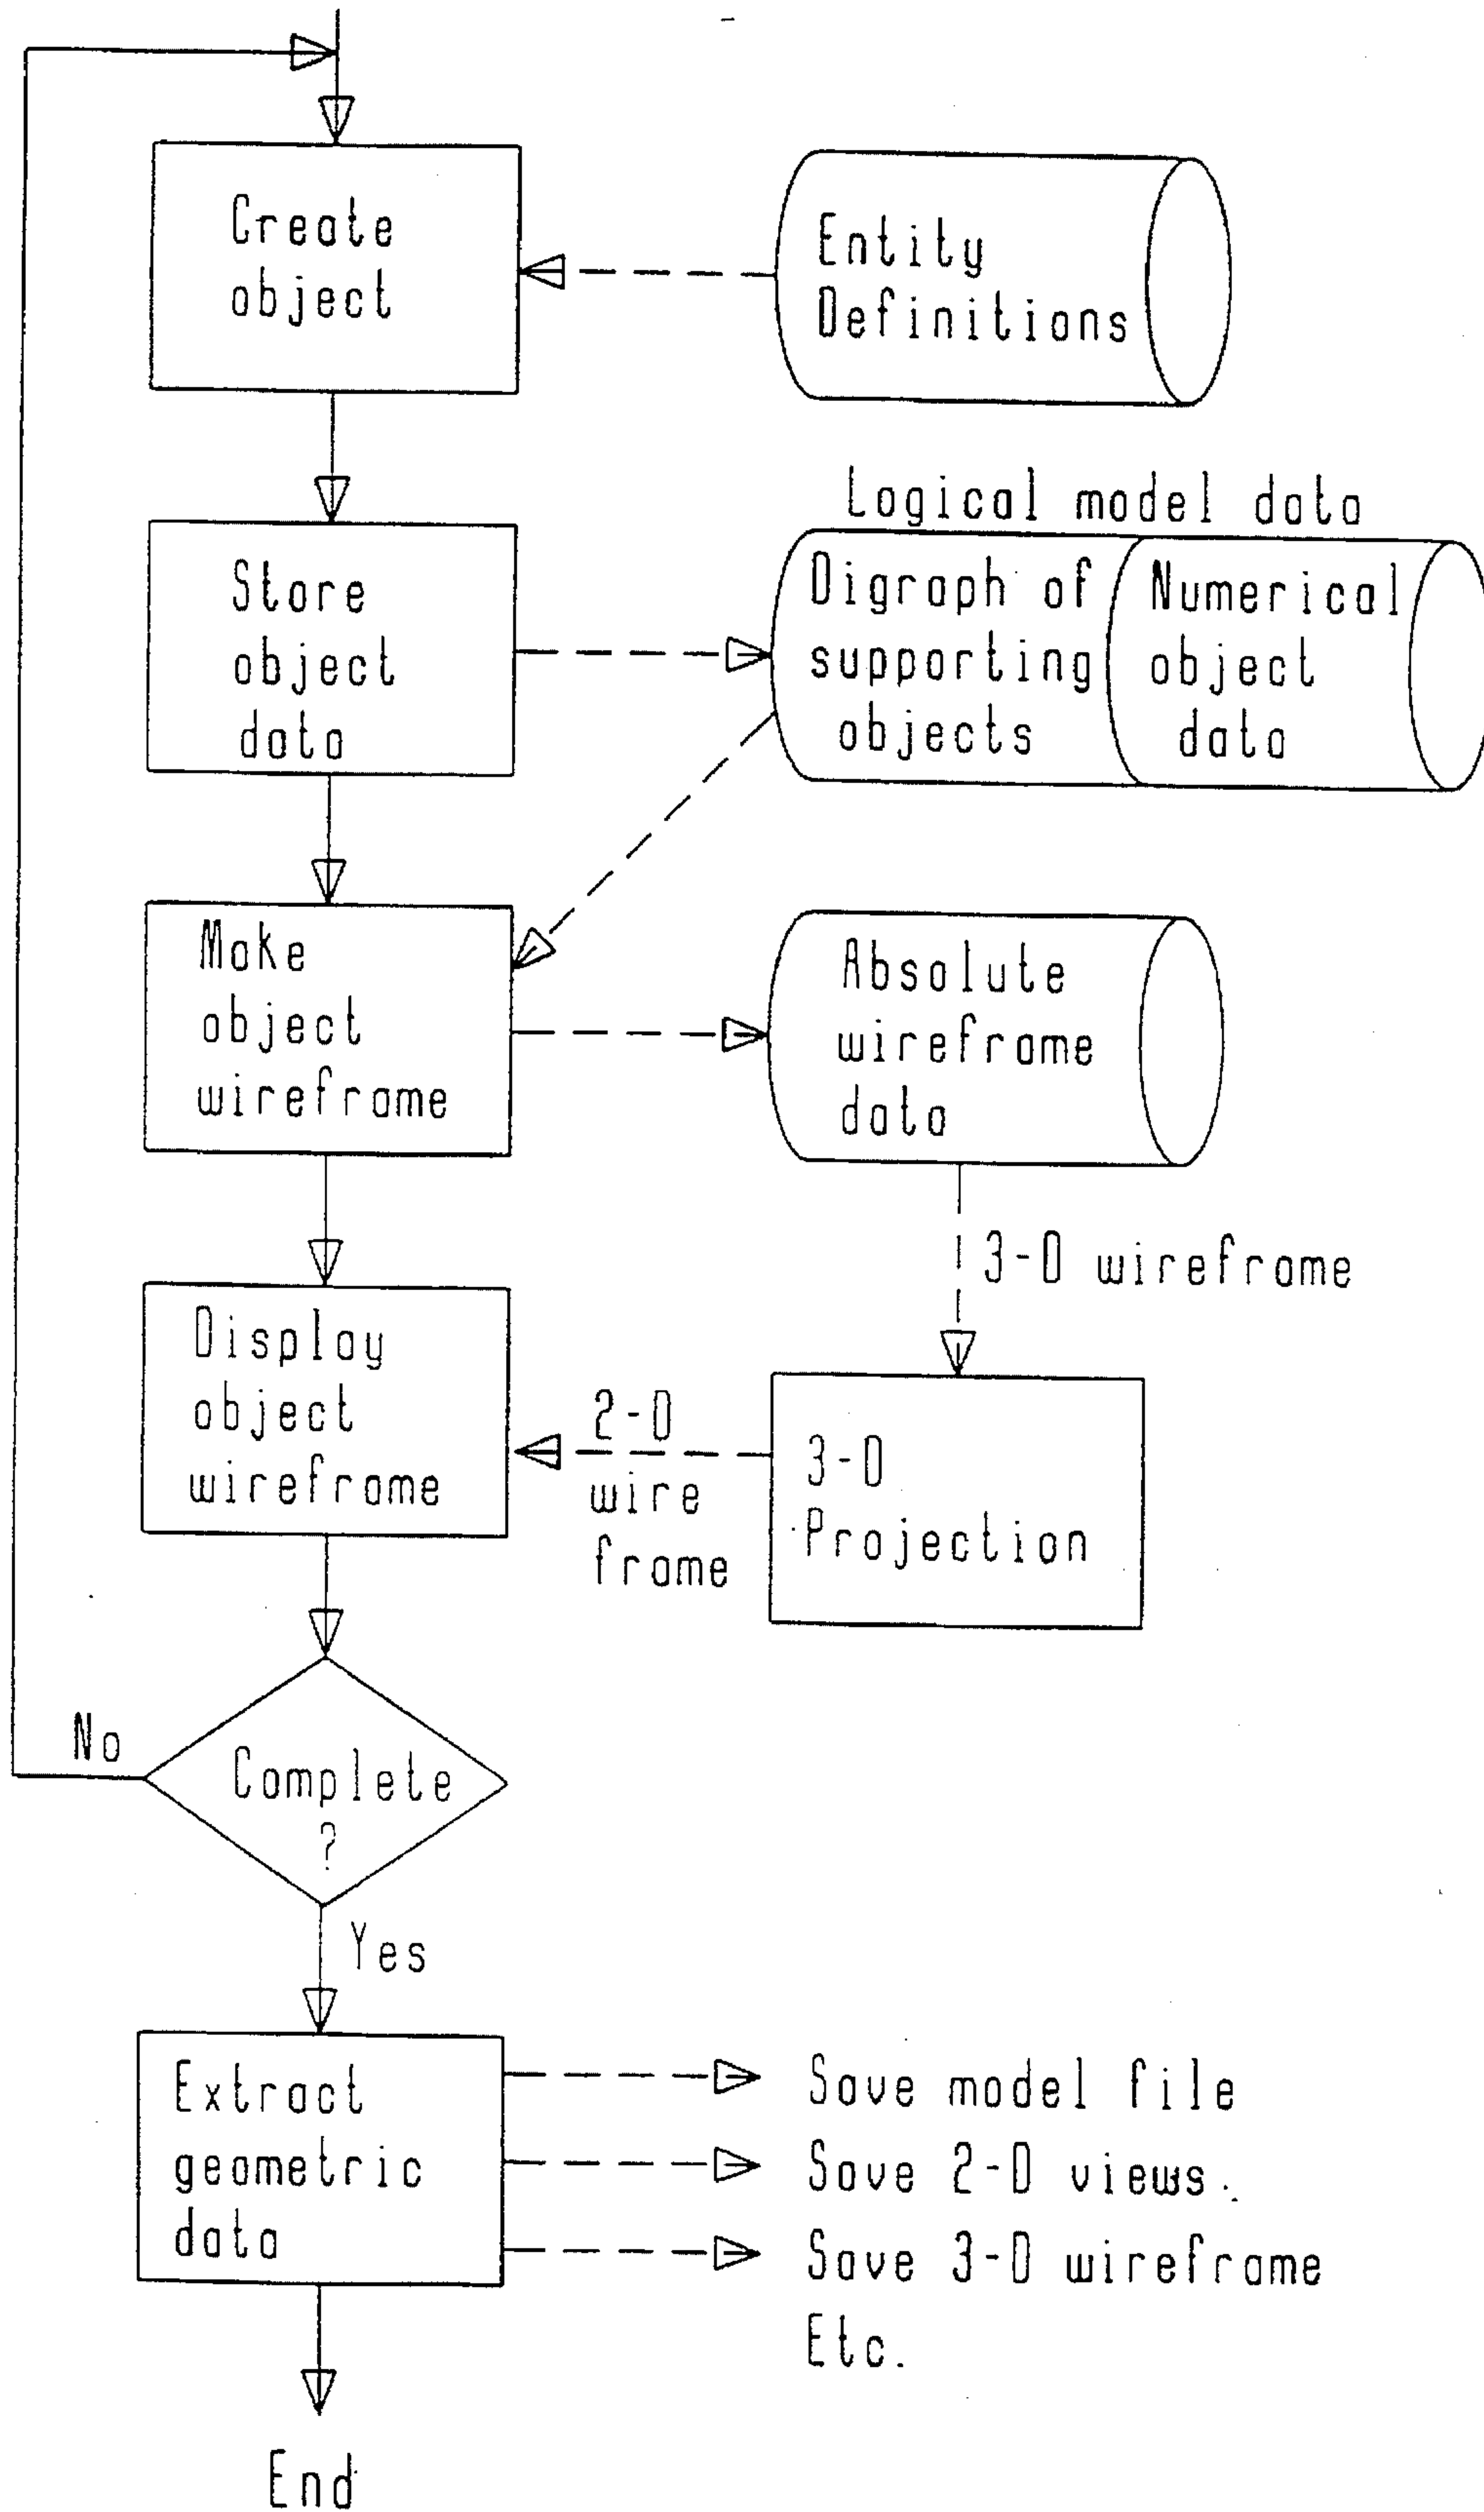 Create
object
Entity
Definitions
Logical model data
Store
object
data
Digraph of
supporting
objects
Numerical
object
data
Make
object
wireframe
Absolute
wireframe
data
3-D wireframe
Display
object
wireframe
2-D
wire
frame
3-D
Projection
No
Complete
?
Yes
Extract
geometric
data
Save model file
Save 2-D views.
Save 3-D wireframe
Etc.
End